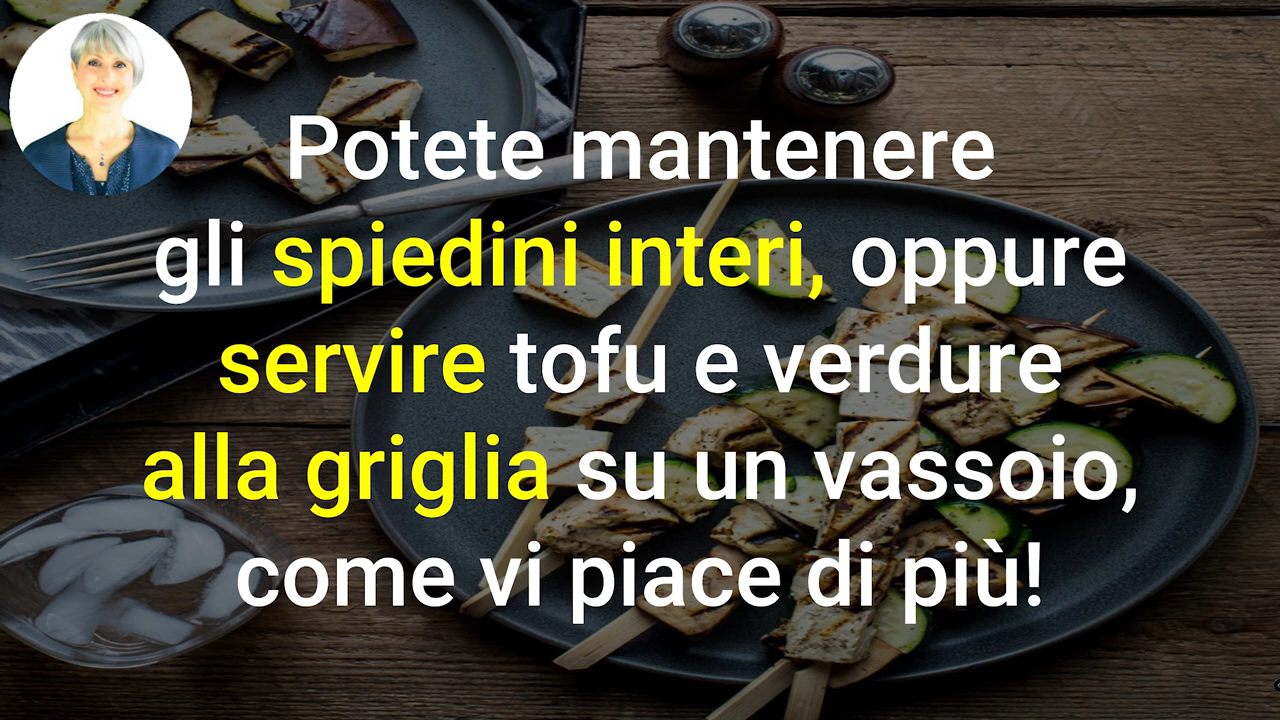 Potete mantenere
gli spiedini interi, oppure
servire tofu e verdure
alla griglia su un vassoio,
come vi piace di più!